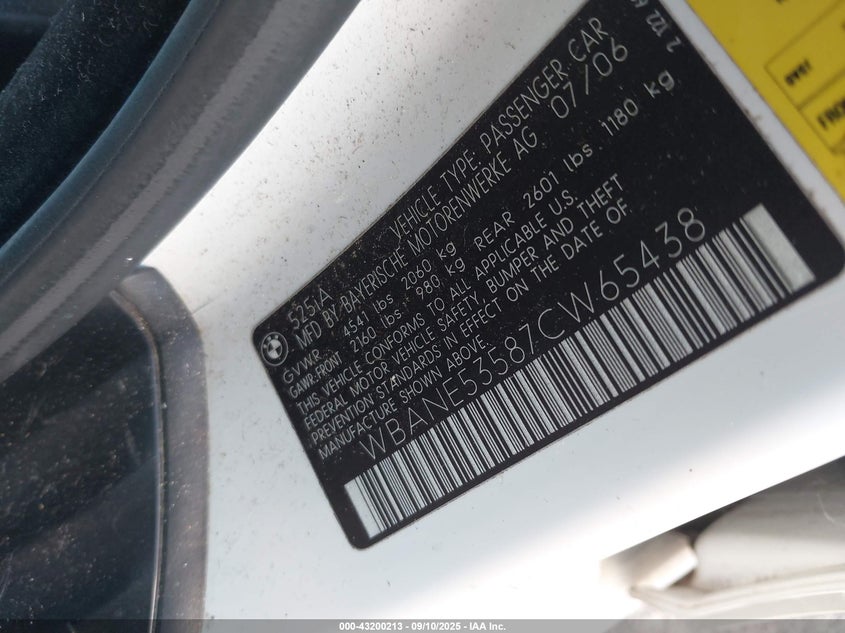 525iA VEHICLE TYPE: PASSENGER CAR
MFD BY BAYERISCHE MOTORENWERKE AG 07/06
GVWR 4541 lbs 2060 kg
GAWR: FRONT 2160 lbs 980 kg REAR 2601 lbs 1180 kg
THIS VEHICLE CONFORMS TO ALL APPLICABLE U.S.
FEDERAL MOTOR VEHICLE SAFETY, BUMPER AND THEFT
PREVENTION STANDARDS IN EFFECT ON THE DATE OF
MANUFACTURE SHOWN ABOVE.
WBANE53587CW65438
000-43200213 - 09/10/2025 - IAA Inc.